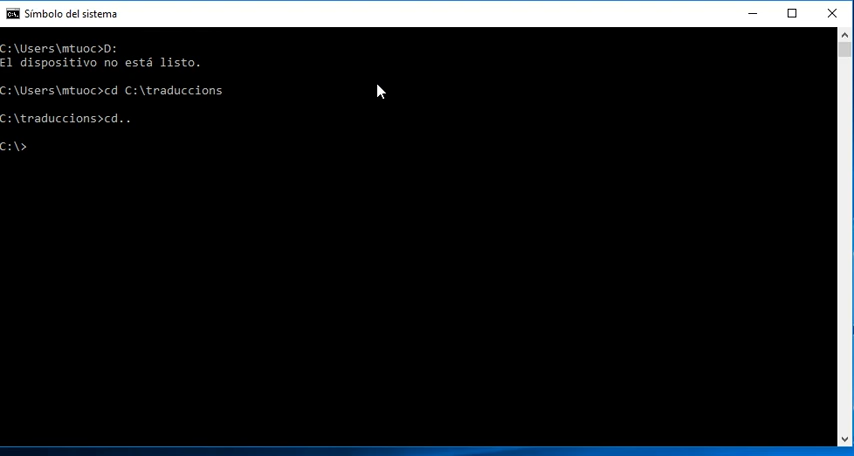 Símbolo del sistema
C:\Users\mtuoc>D:
El dispositivo no está listo.
C:\Users\mtuoc>cd C:\traduccions
C:\traduccions>cd..
C:\>